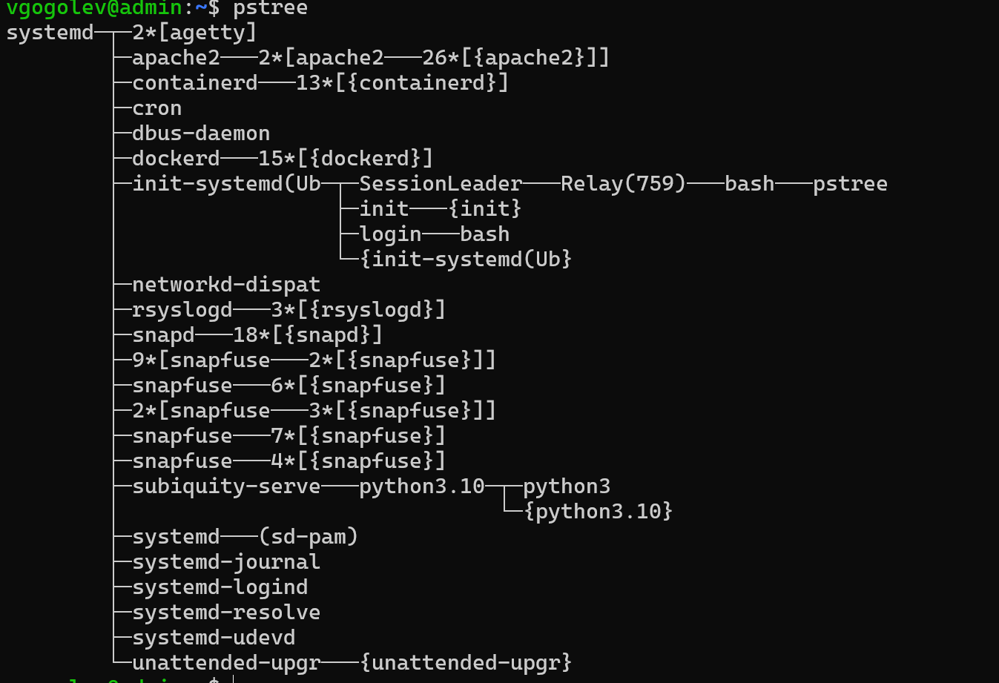 vgogolev@admin:~$ pstree
systemd─┬─2*[agetty]
        ├─apache2───2*[apache2───26*[{apache2}]]
        ├─containerd───13*[{containerd}]
        ├─cron
        ├─dbus-daemon
        ├─dockerd───15*[{dockerd}]
        ├─init-systemd(Ub─┬─SessionLeader───Relay(759)───bash───pstree
        │                 ├─init───{init}
        │                 ├─login───bash
        │                 └─{init-systemd(Ub}
        ├─networkd-dispat
        ├─rsyslogd───3*[{rsyslogd}]
        ├─snapd───18*[{snapd}]
        ├─9*[snapfuse───2*[{snapfuse}]]
        ├─snapfuse───6*[{snapfuse}]
        ├─2*[snapfuse───3*[{snapfuse}]]
        ├─snapfuse───7*[{snapfuse}]
        ├─snapfuse───4*[{snapfuse}]
        ├─subiquity-serve───python3.10─┬─python3
        │                              └─{python3.10}
        ├─systemd───(sd-pam)
        ├─systemd-journal
        ├─systemd-logind
        ├─systemd-resolve
        ├─systemd-udevd
        └─unattended-upgr───{unattended-upgr}